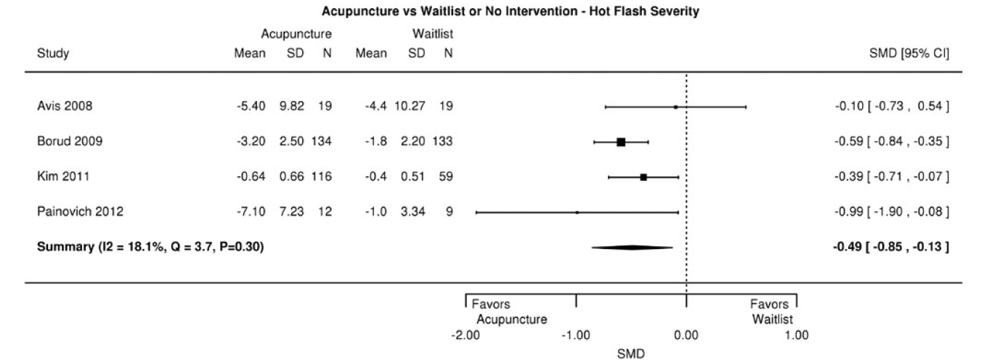 Acupuncture vs Waitlist or No Intervention - Hot Flash Severity
Acupuncture Waitlist
Study Mean SD N Mean SD N SMD [95% CI]
Avis 2008 -5.40 9.82 19 -4.4 10.27 19 -0.10 [ -0.73 , 0.54 ]
Borud 2009 -3.20 2.50 134 -1.8 2.20 133 -0.59 [ -0.84 , -0.35 ]
Kim 2011 -0.64 0.66 116 -0.4 0.51 59 -0.39 [ -0.71 , -0.07 ]
Painovich 2012 -7.10 7.23 12 -1.0 3.34 9 -0.99 [ -1.90 , -0.08 ]
Summary (I2 = 18.1%, Q = 3.7, P=0.30) -0.49 [ -0.85 , -0.13 ]
Favors Favors
Acupuncture Waitlist
-2.00 -1.00 0.00 1.00
SMD